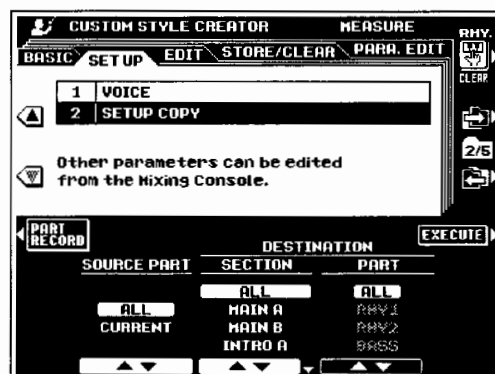 CUSTOM STYLE CREATOR MEASURE
RHY.
BASIC SET UP EDIT STORE/CLEAR PARA. EDIT
CLEAR
1 VOICE
2 SETUP COPY
2/5
Other parameters can be edited
from the Mixing Console.
PART
RECORD
EXECUTE
DESTINATION
SOURCE PART SECTION PART
ALL ALL ALL
CURRENT MAIN A RHY1
MAIN B RHY2
INTRO A BASS